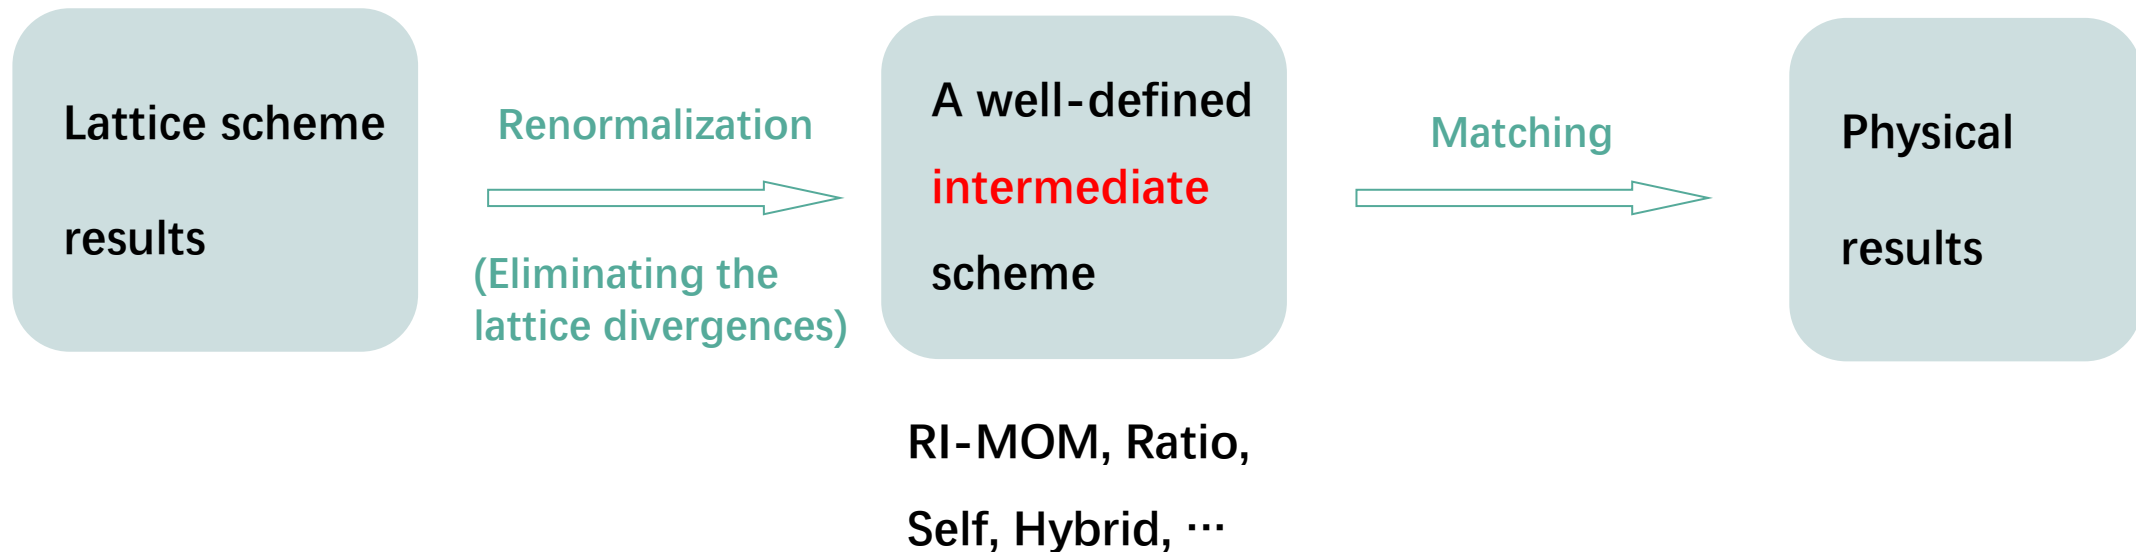 Lattice scheme
results
Renormalization
(Eliminating the
lattice divergences)
A well-defined
intermediate
scheme
RI-MOM, Ratio,
Self, Hybrid, ···
Matching
Physical
results